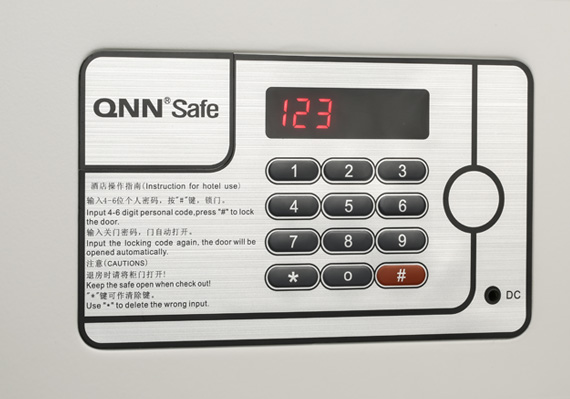 QNN® Safe
123
酒店操作指南(Instruction for hotel use)
输入4-6位个人密码，按"#"键，锁门。
Input 4-6 digit personal code,press "#" to lock
the door.
输入关门密码，门自动打开。
Input the locking code again, the door will be
opened automatically.
注意(CAUTIONS)
退房时请将柜门打开!
Keep the safe open when check out!
"*"键可作清除键。
Use "*" to delete the wrong input.
1 2 3
4 5 6
7 8 9
* 0 #
DC